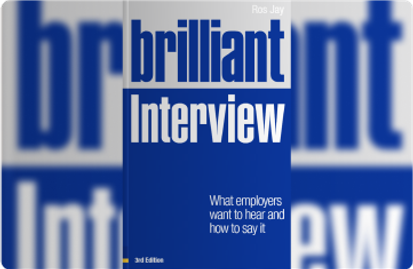 Ros Jay
brilliant
Interview
What employers
want to hear and
how to say it
3rd Edition